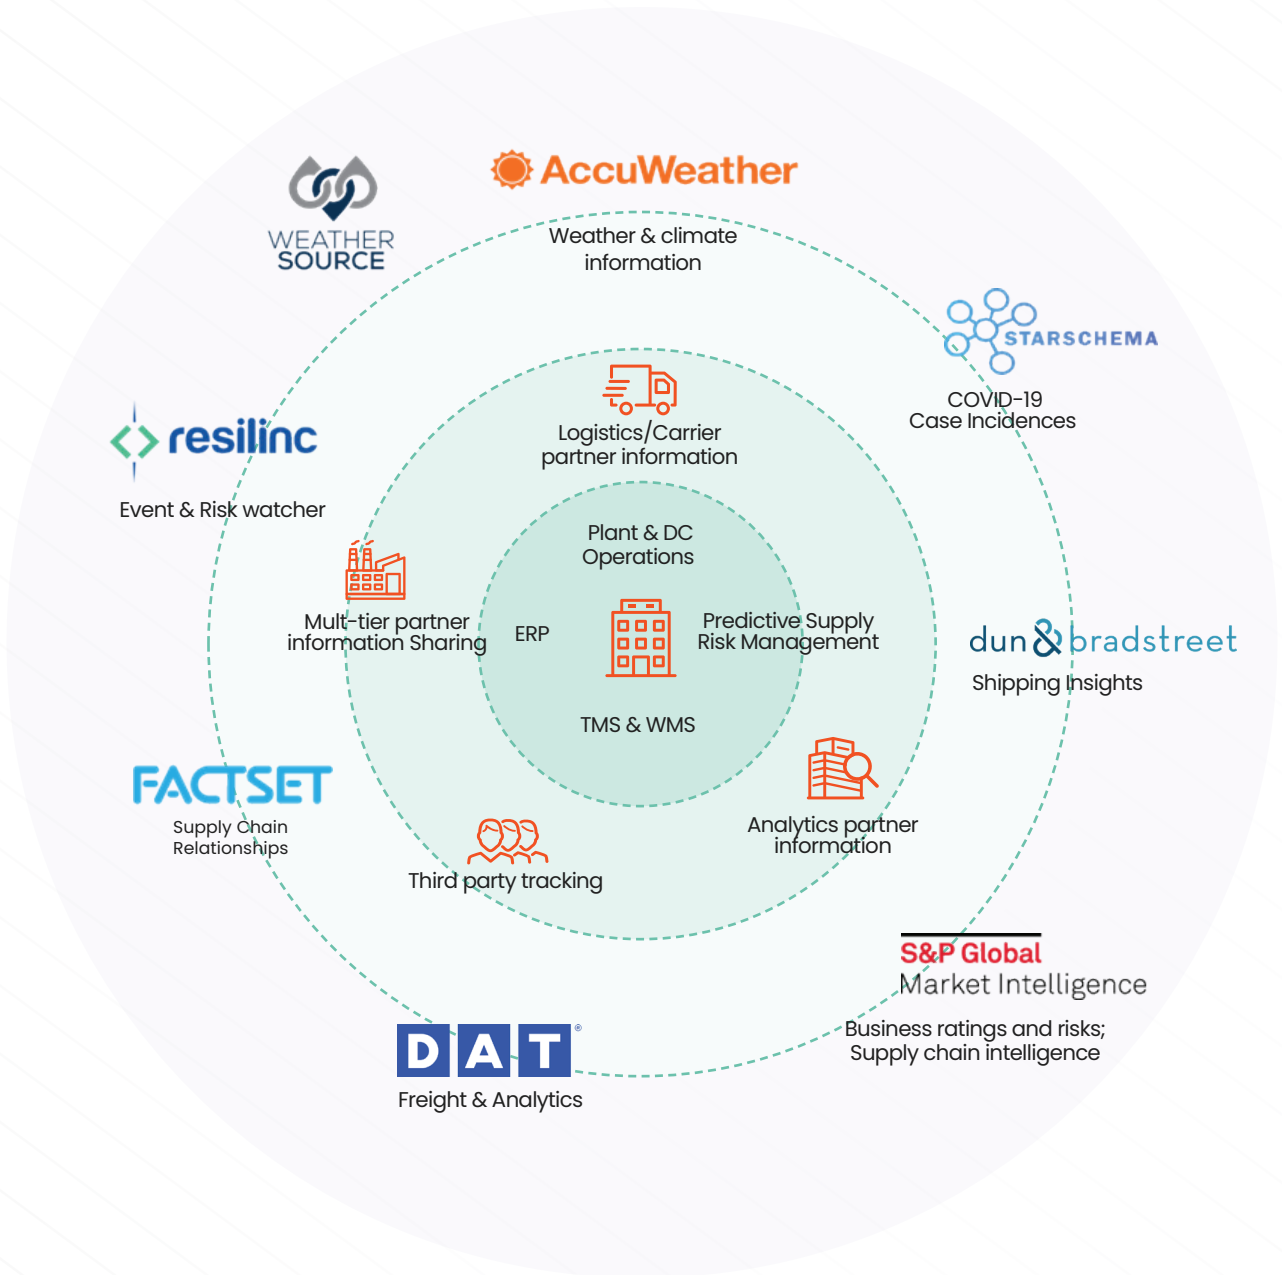 WEATHER
SOURCE
AccuWeather
Weather & climate
information
STARSCHEMA
COVID-19
Case Incidences
resilinc
Event & Risk watcher
Logistics/Carrier
partner information
Plant & DC
Operations
Mult-tier partner
information Sharing
ERP
Predictive Supply
Risk Management
dun & bradstreet
Shipping Insights
TMS & WMS
FACTSET
Supply Chain
Relationships
Analytics partner
information
Third party tracking
S&P Global
Market Intelligence
Business ratings and risks;
Supply chain intelligence
DAT®
Freight & Analytics